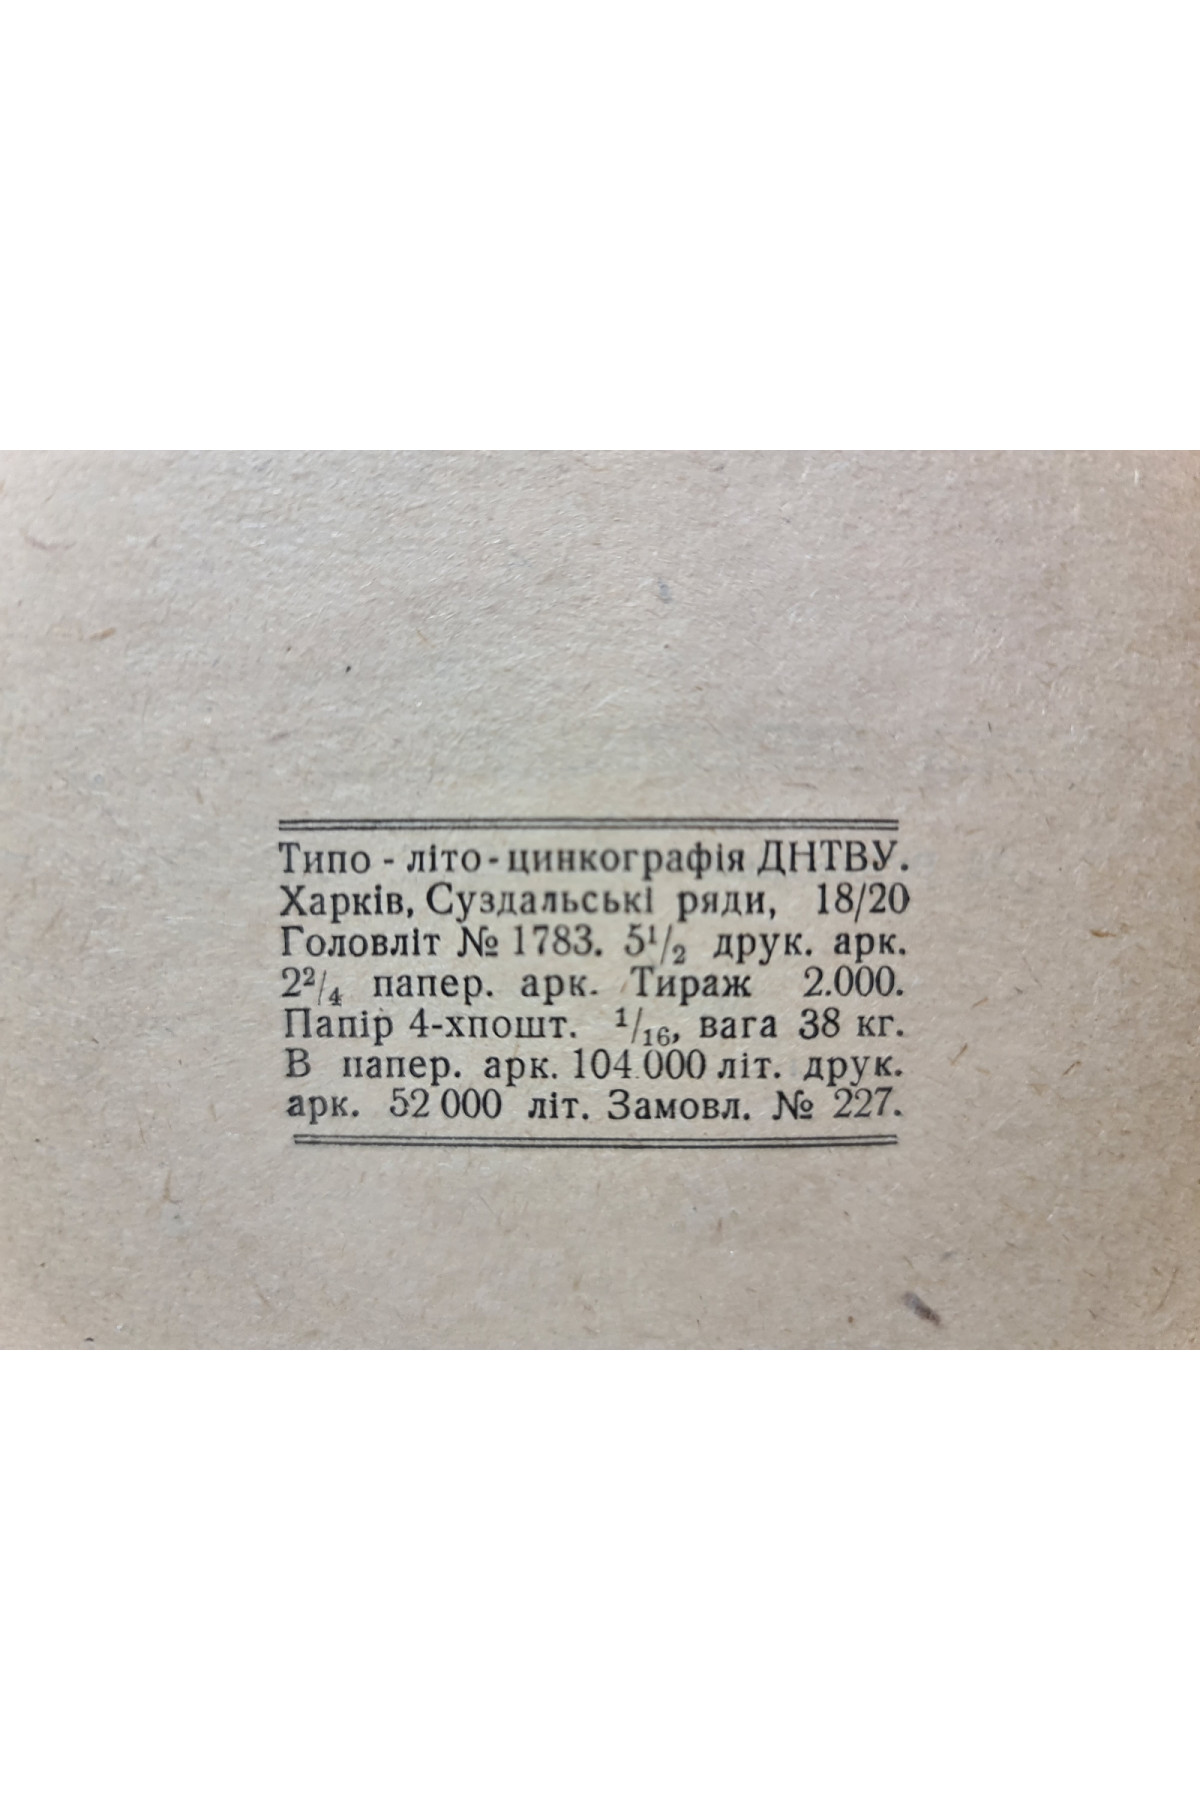 Типо - літо - цинкографія ДНТВУ.
Харків, Суздальські ряди, 18/20
Головліт № 1783. 5¹/₂ друк. арк.
2²/₄ папер. арк. Тираж 2.000.
Папір 4-хпошт. ¹/₁₆, вага 38 кг.
В папер. арк. 104.000 літ. друк.
арк. 52 000 літ. Замовл. № 227.